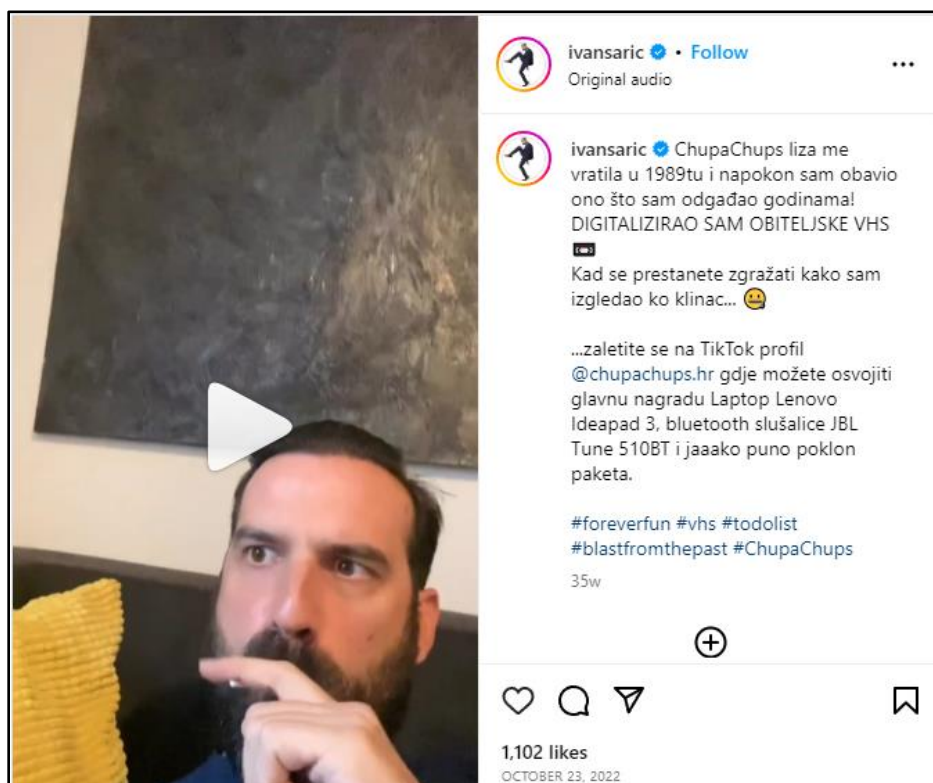 ivansaric • Follow
Original audio
ivansaric ChupaChups liza me
vratila u 1989tu i napokon sam obavio
ono što sam odgađao godinama!
DIGITALIZIRAO SAM OBITELJSKE VHS
Kad se prestanete zgražati kako sam
izgledao ko klinac...
...zaletite se na TikTok profil
@chupachups.hr gdje možete osvojiti
glavnu nagradu Laptop Lenovo
Ideapad 3, bluetooth slušalice JBL
Tune 510BT i jaaako puno poklon
paketa.
#foreverfun #vhs #todolist
#blastfromthepast #ChupaChups
35w
1,102 likes
OCTOBER 23, 2022